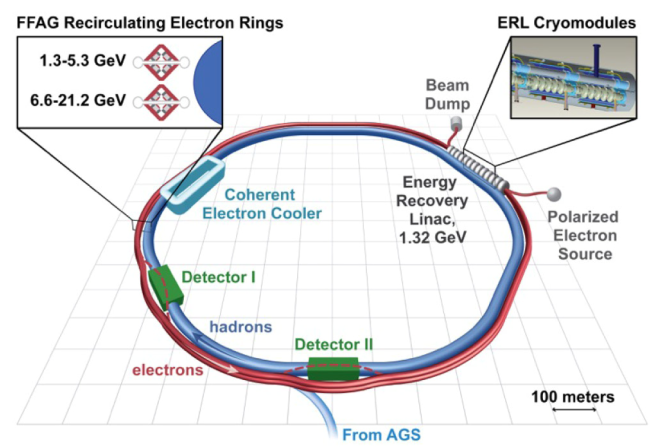 FFAG Recirculating Electron Rings
1.3-5.3 GeV
6.6-21.2 GeV
ERL Cryomodules
Beam
Dump
Energy
Recovery
Linac,
1.32 GeV
Polarized
Electron
Source
Coherent
Electron Cooler
Detector I
hadrons
Detector II
electrons
100 meters
From AGS